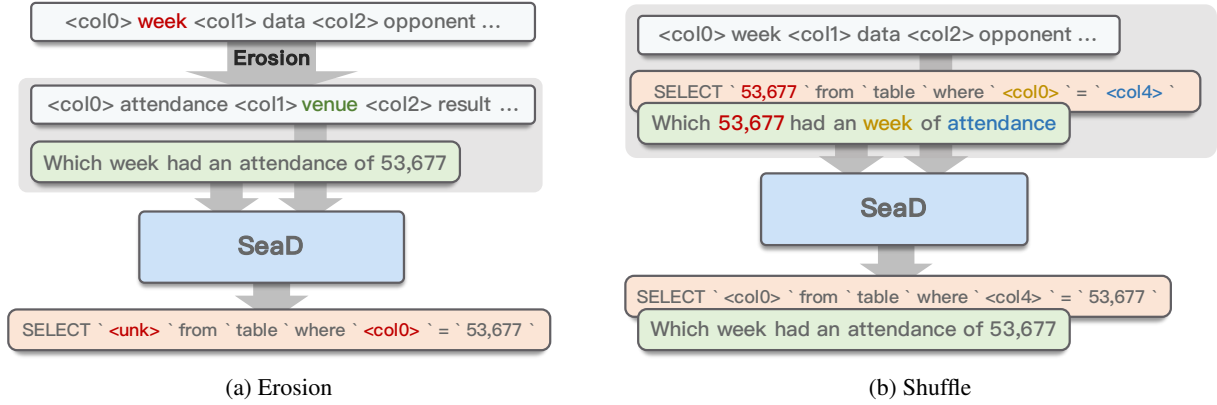 <col0> week <col1> data <col2> opponent ...
Erosion
<col0> attendance <col1> venue <col2> result ...
Which week had an attendance of 53,677
SeaD
SELECT ` <unk> ` from ` table ` where ` <col0> ` = ` 53,677 `
(a) Erosion
<col0> week <col1> data <col2> opponent ...
SELECT ` 53,677 ` from ` table ` where ` <col0> ` = ` <col4> `
Which 53,677 had an week of attendance
SeaD
SELECT ` <col0> ` from ` table ` where ` <col4> ` = ` 53,677 `
Which week had an attendance of 53,677
(b) Shuffle